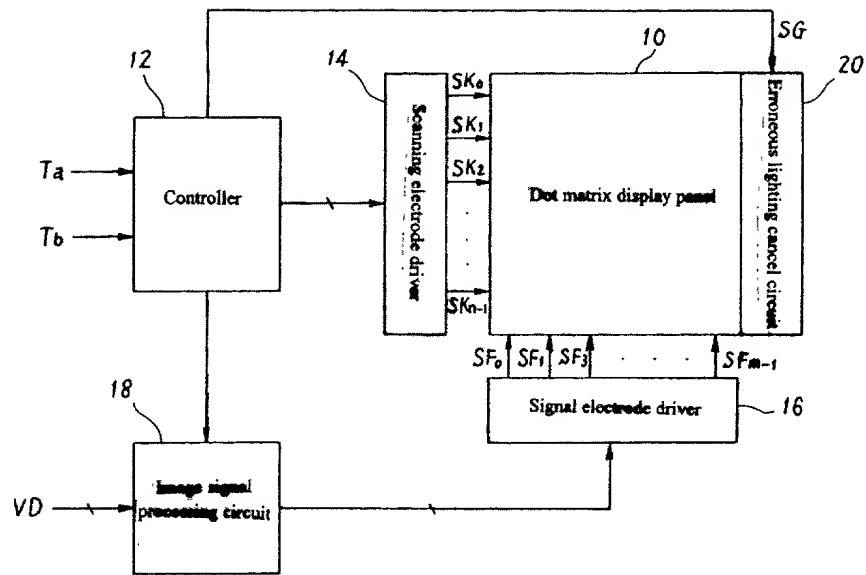 SG
12
14
10
20
SK₀
SK₁
SK₂
SKn-1
Ta
Tb
Controller
Scanning electrode driver
Dot matrix display panel
Erroneous lighting cancel circuit
SF₀ SF₁ SF₃ . . . . SFm-1
Signal electrode driver
16
18
VD
Image signal
processing circuit